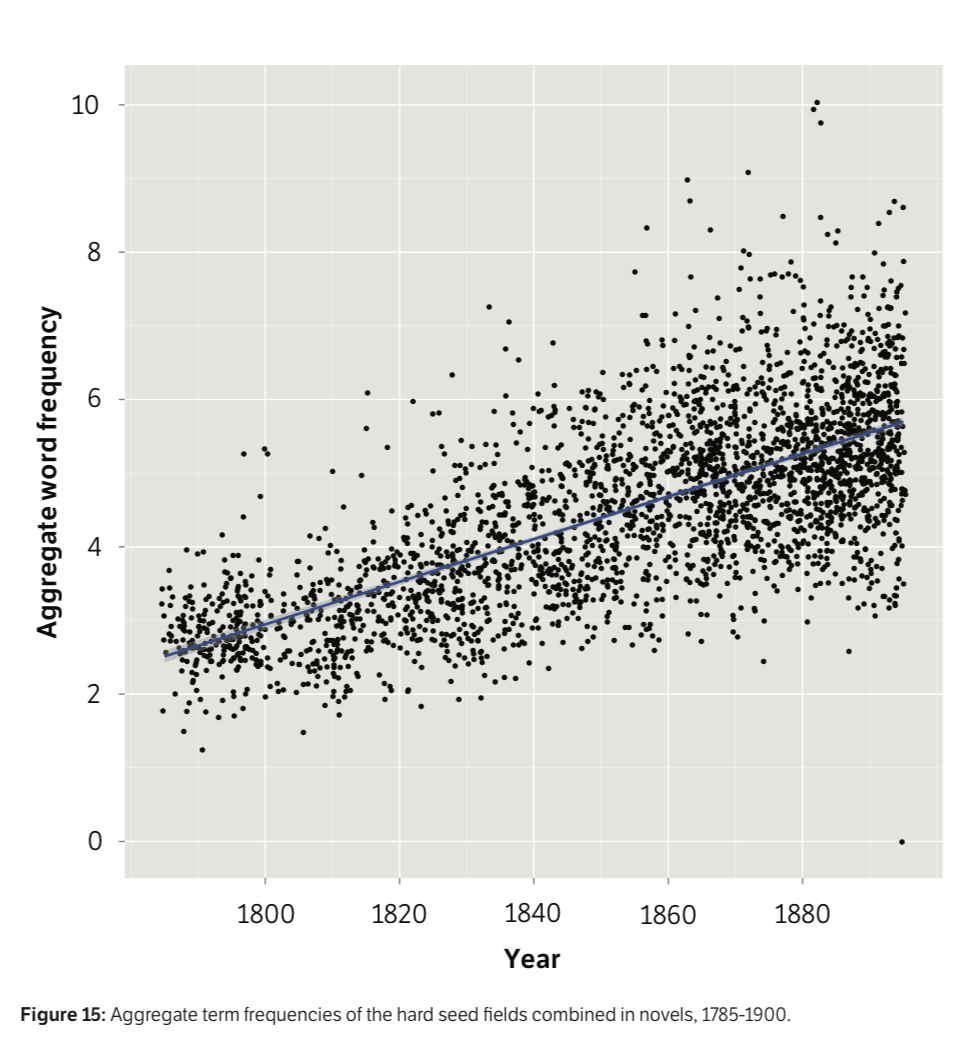 Aggregate word frequency
10
8
6
4
2
0
1800 1820 1840 1860 1880
Year
Figure 15: Aggregate term frequencies of the hard seed fields combined in novels, 1785-1900.